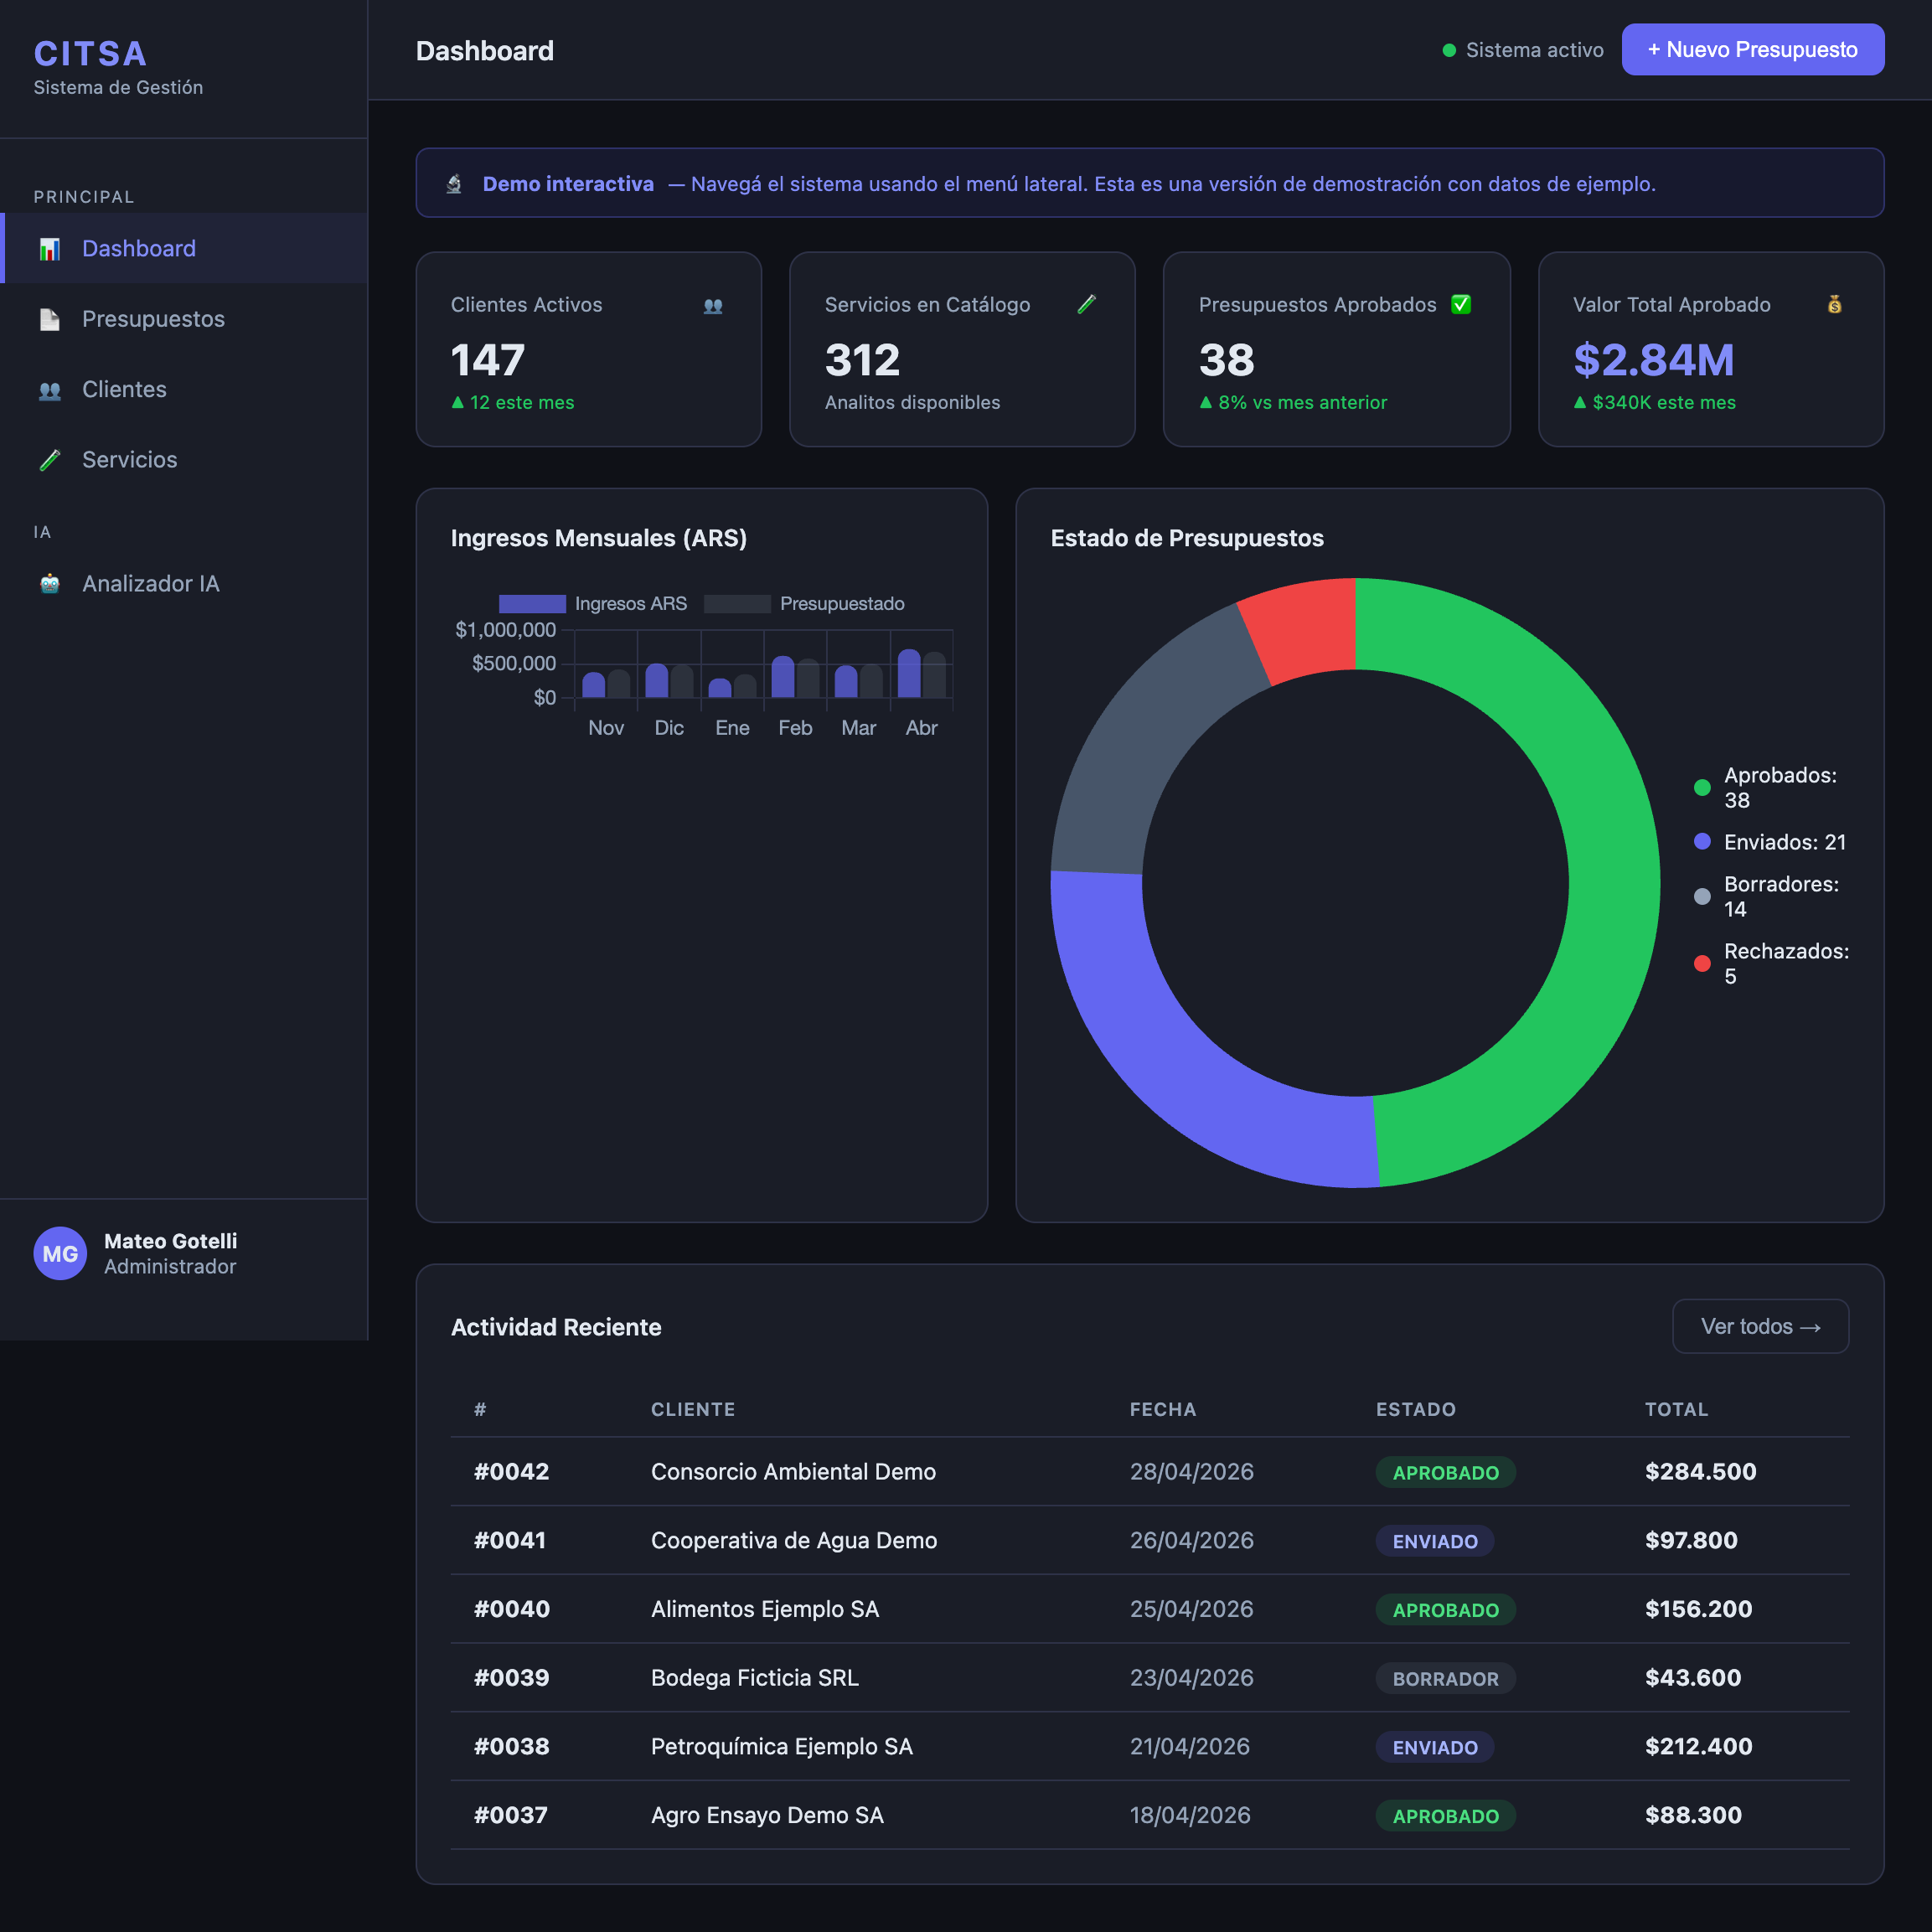 CITSA
Sistema de Gestión
PRINCIPAL
Dashboard
Presupuestos
Clientes
Servicios
IA
Analizador IA
MG
Mateo Gotelli
Administrador
Dashboard
Sistema activo
+ Nuevo Presupuesto
Demo interactiva — Navegá el sistema usando el menú lateral. Esta es una versión de demostración con datos de ejemplo.
Clientes Activos
147
▲ 12 este mes
Servicios en Catálogo
312
Analitos disponibles
Presupuestos Aprobados
38
▲ 8% vs mes anterior
Valor Total Aprobado
$2.84M
▲ $340K este mes
Ingresos Mensuales (ARS)
Ingresos ARS Presupuestado
$1,000,000
$500,000
$0
Nov Dic Ene Feb Mar Abr
Estado de Presupuestos
Aprobados:
38
Enviados: 21
Borradores:
14
Rechazados:
5
Actividad Reciente
Ver todos →
# CLIENTE FECHA ESTADO TOTAL
#0042 Consorcio Ambiental Demo 28/04/2026 APROBADO $284.500
#0041 Cooperativa de Agua Demo 26/04/2026 ENVIADO $97.800
#0040 Alimentos Ejemplo SA 25/04/2026 APROBADO $156.200
#0039 Bodega Ficticia SRL 23/04/2026 BORRADOR $43.600
#0038 Petroquímica Ejemplo SA 21/04/2026 ENVIADO $212.400
#0037 Agro Ensayo Demo SA 18/04/2026 APROBADO $88.300